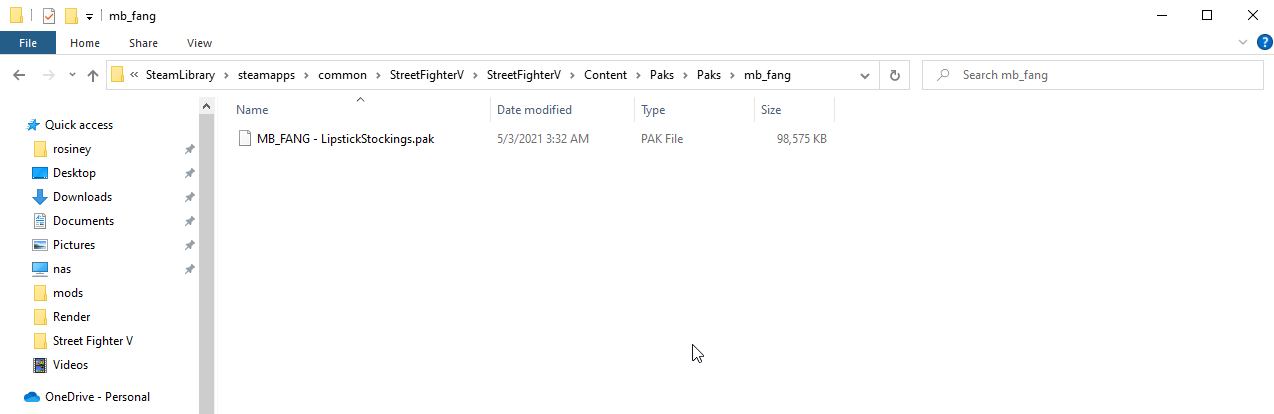 mb_fang
File Home Share View
« SteamLibrary > steamapps > common > StreetFighterV > StreetFighterV > Content > Paks > Paks > mb_fang Search mb_fang
Name Date modified Type Size
Quick access
MB_FANG - LipstickStockings.pak 5/3/2021 3:32 AM PAK File 98,575 KB
rosiney
Desktop
Downloads
Documents
Pictures
nas
mods
Render
Street Fighter V
Videos
OneDrive - Personal